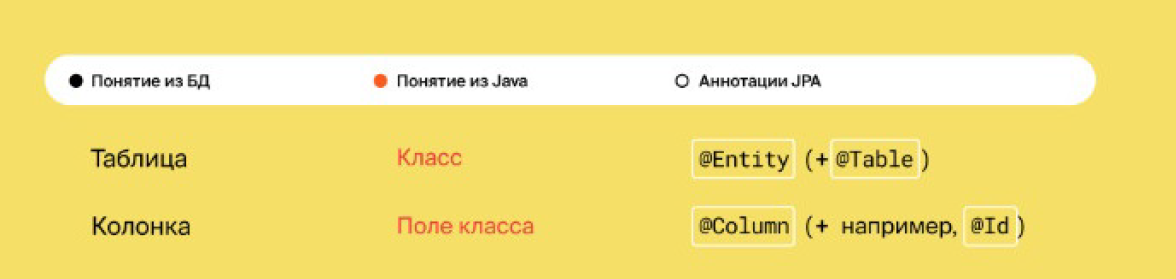 Понятие из БД Понятие из Java Аннотации JPA
Таблица Класс @Entity (+ @Table)
Колонка Поле класса @Column (+ например, @Id)